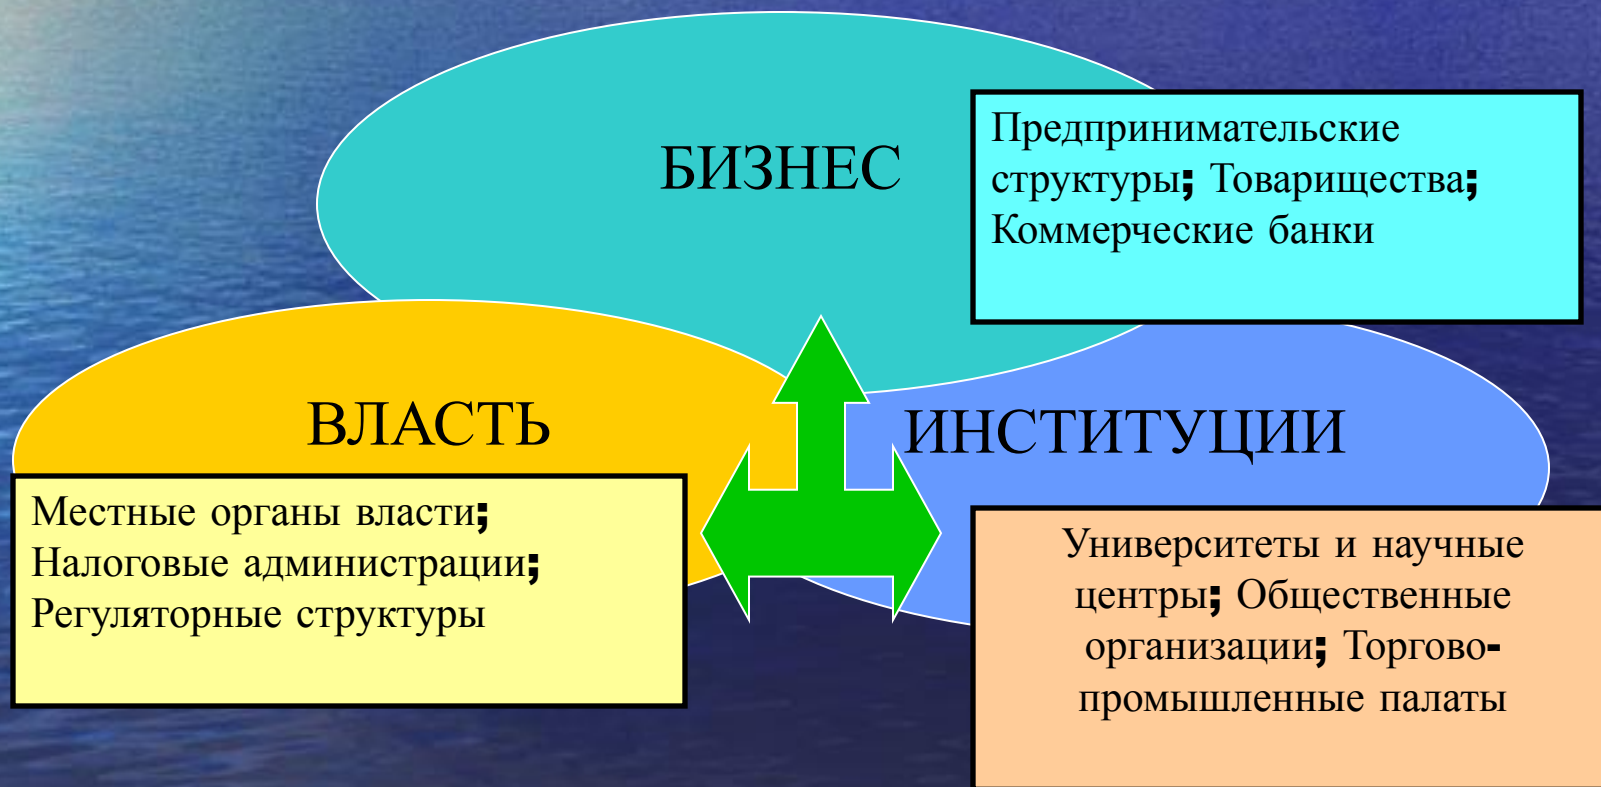 БИЗНЕС
Предпринимательские
структуры; Товарищества;
Коммерческие банки
ВЛАСТЬ
Местные органы власти;
Налоговые администрации;
Регуляторные структуры
ИНСТИТУЦИИ
Университеты и научные
центры; Общественные
организации; Торгово-
промышленные палаты